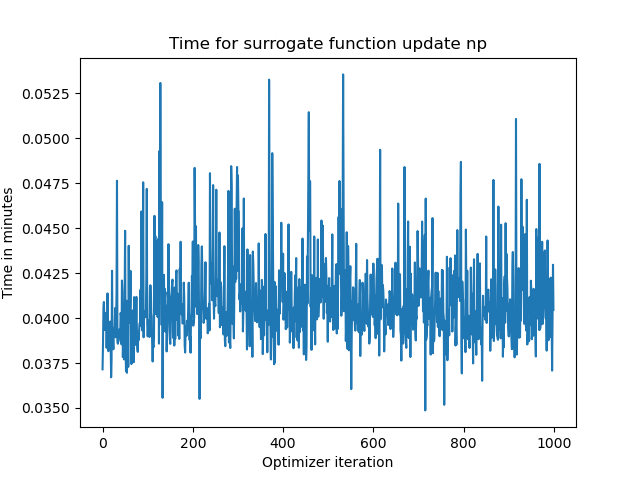 Time for surrogate function update np
Time in minutes
0.0525
0.0500
0.0475
0.0450
0.0425
0.0400
0.0375
0.0350
0 200 400 600 800 1000
Optimizer iteration